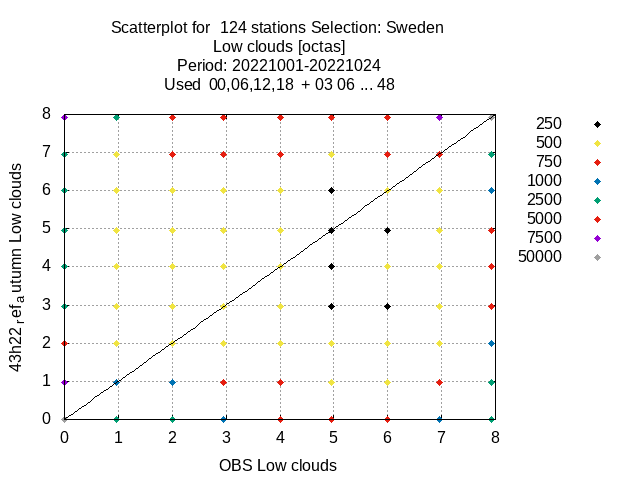 Scatterplot for 124 stations Selection: Sweden
Low clouds [octas]
Period: 20221001-20221024
Used 00,06,12,18 + 03 06 ... 48
43h22ᵣefₐutumn Low clouds
8
7
6
5
4
3
2
1
0
0 1 2 3 4 5 6 7 8
OBS Low clouds
250
500
750
1000
2500
5000
7500
50000